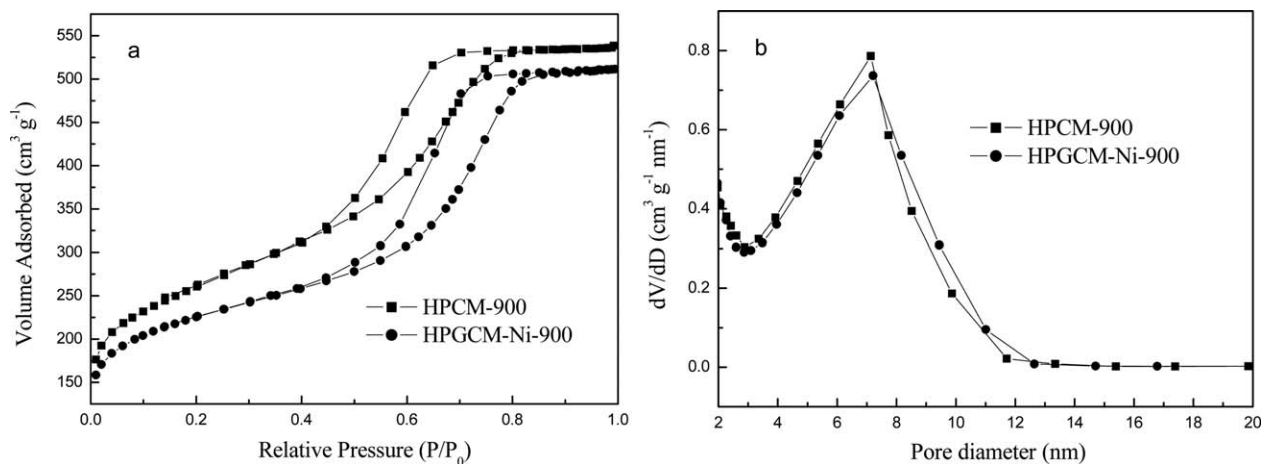 a
Volume Adsorbed (cm³ g⁻¹)
550
500
450
400
350
300
250
200
150
HPCM-900
HPGCM-Ni-900
0.0 0.2 0.4 0.6 0.8 1.0
Relative Pressure (P/P₀)
b
dV/dD (cm³ g⁻¹ nm⁻¹)
0.8
0.6
0.4
0.2
0.0
HPCM-900
HPGCM-Ni-900
2 4 6 8 10 12 14 16 18 20
Pore diameter (nm)